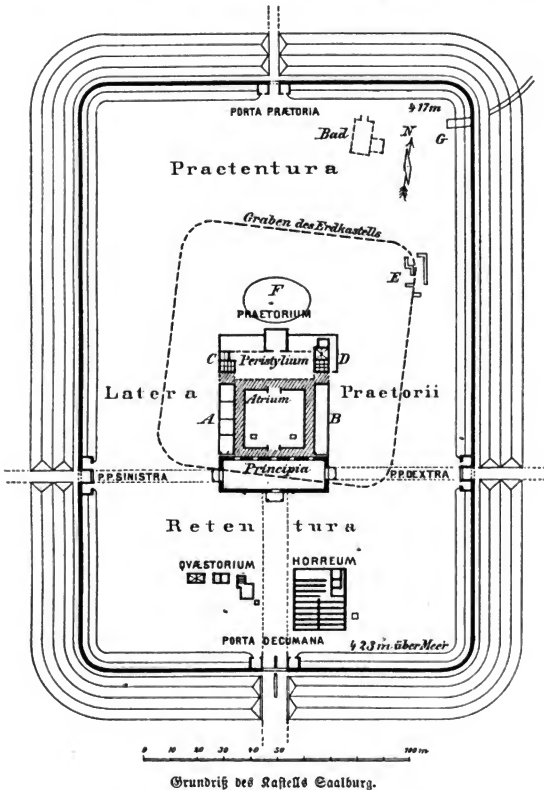 PORTA PRÆTORIA
417m
Bad
N
G
Praetentura
Graben des Erdkastells
E
F
PRAETORIUM
C
Peristylium
D
Latera
Praetorii
Atrium
A
B
Principia
P.P.SINISTRA
P.P.DEXTRA
Retentura
QVÆSTORIUM
HORREUM
PORTA DECUMANA
423m über Meer
0 10 20 30 40 50 100 m
Grundriß des Kastells Saalburg.